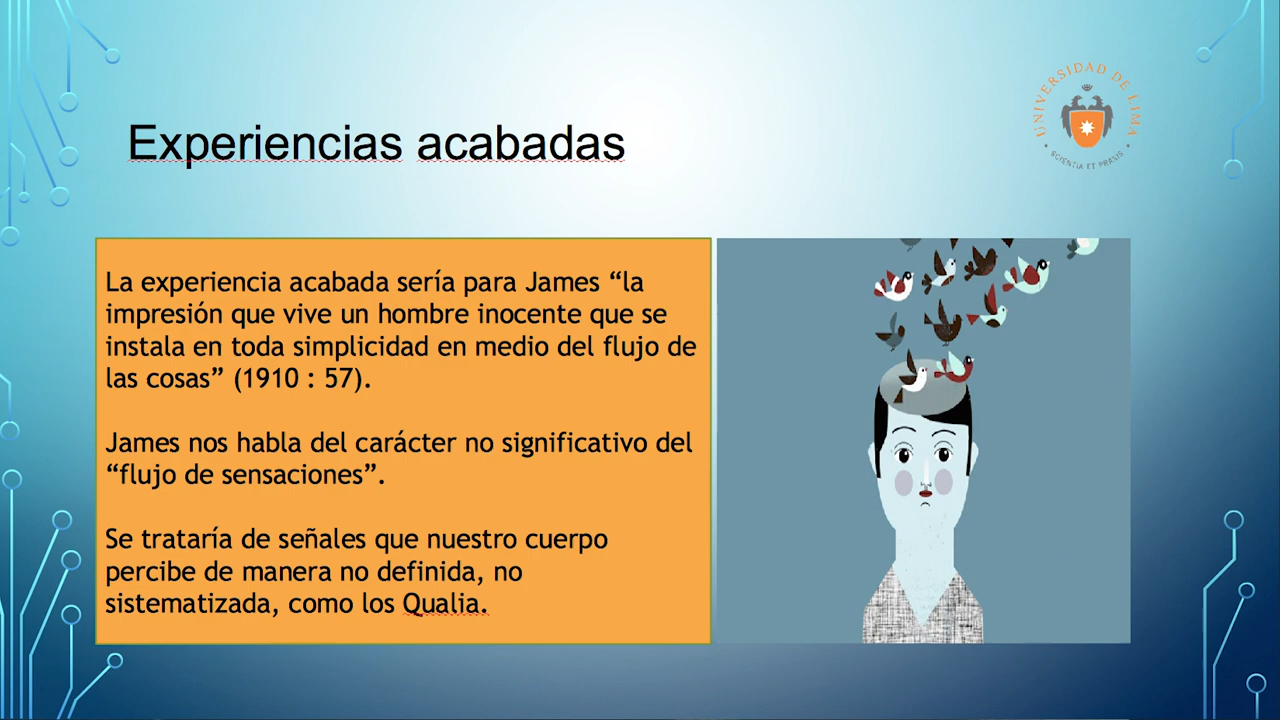 UNIVERSIDAD DE LIMA
SCIENTIA ET PRAXIS
Experiencias acabadas
La experiencia acabada sería para James “la
impresión que vive un hombre inocente que se
instala en toda simplicidad en medio del flujo de
las cosas” (1910 : 57).
James nos habla del carácter no significativo del
“flujo de sensaciones”.
Se trataría de señales que nuestro cuerpo
percibe de manera no definida, no
sistematizada, como los Qualia.